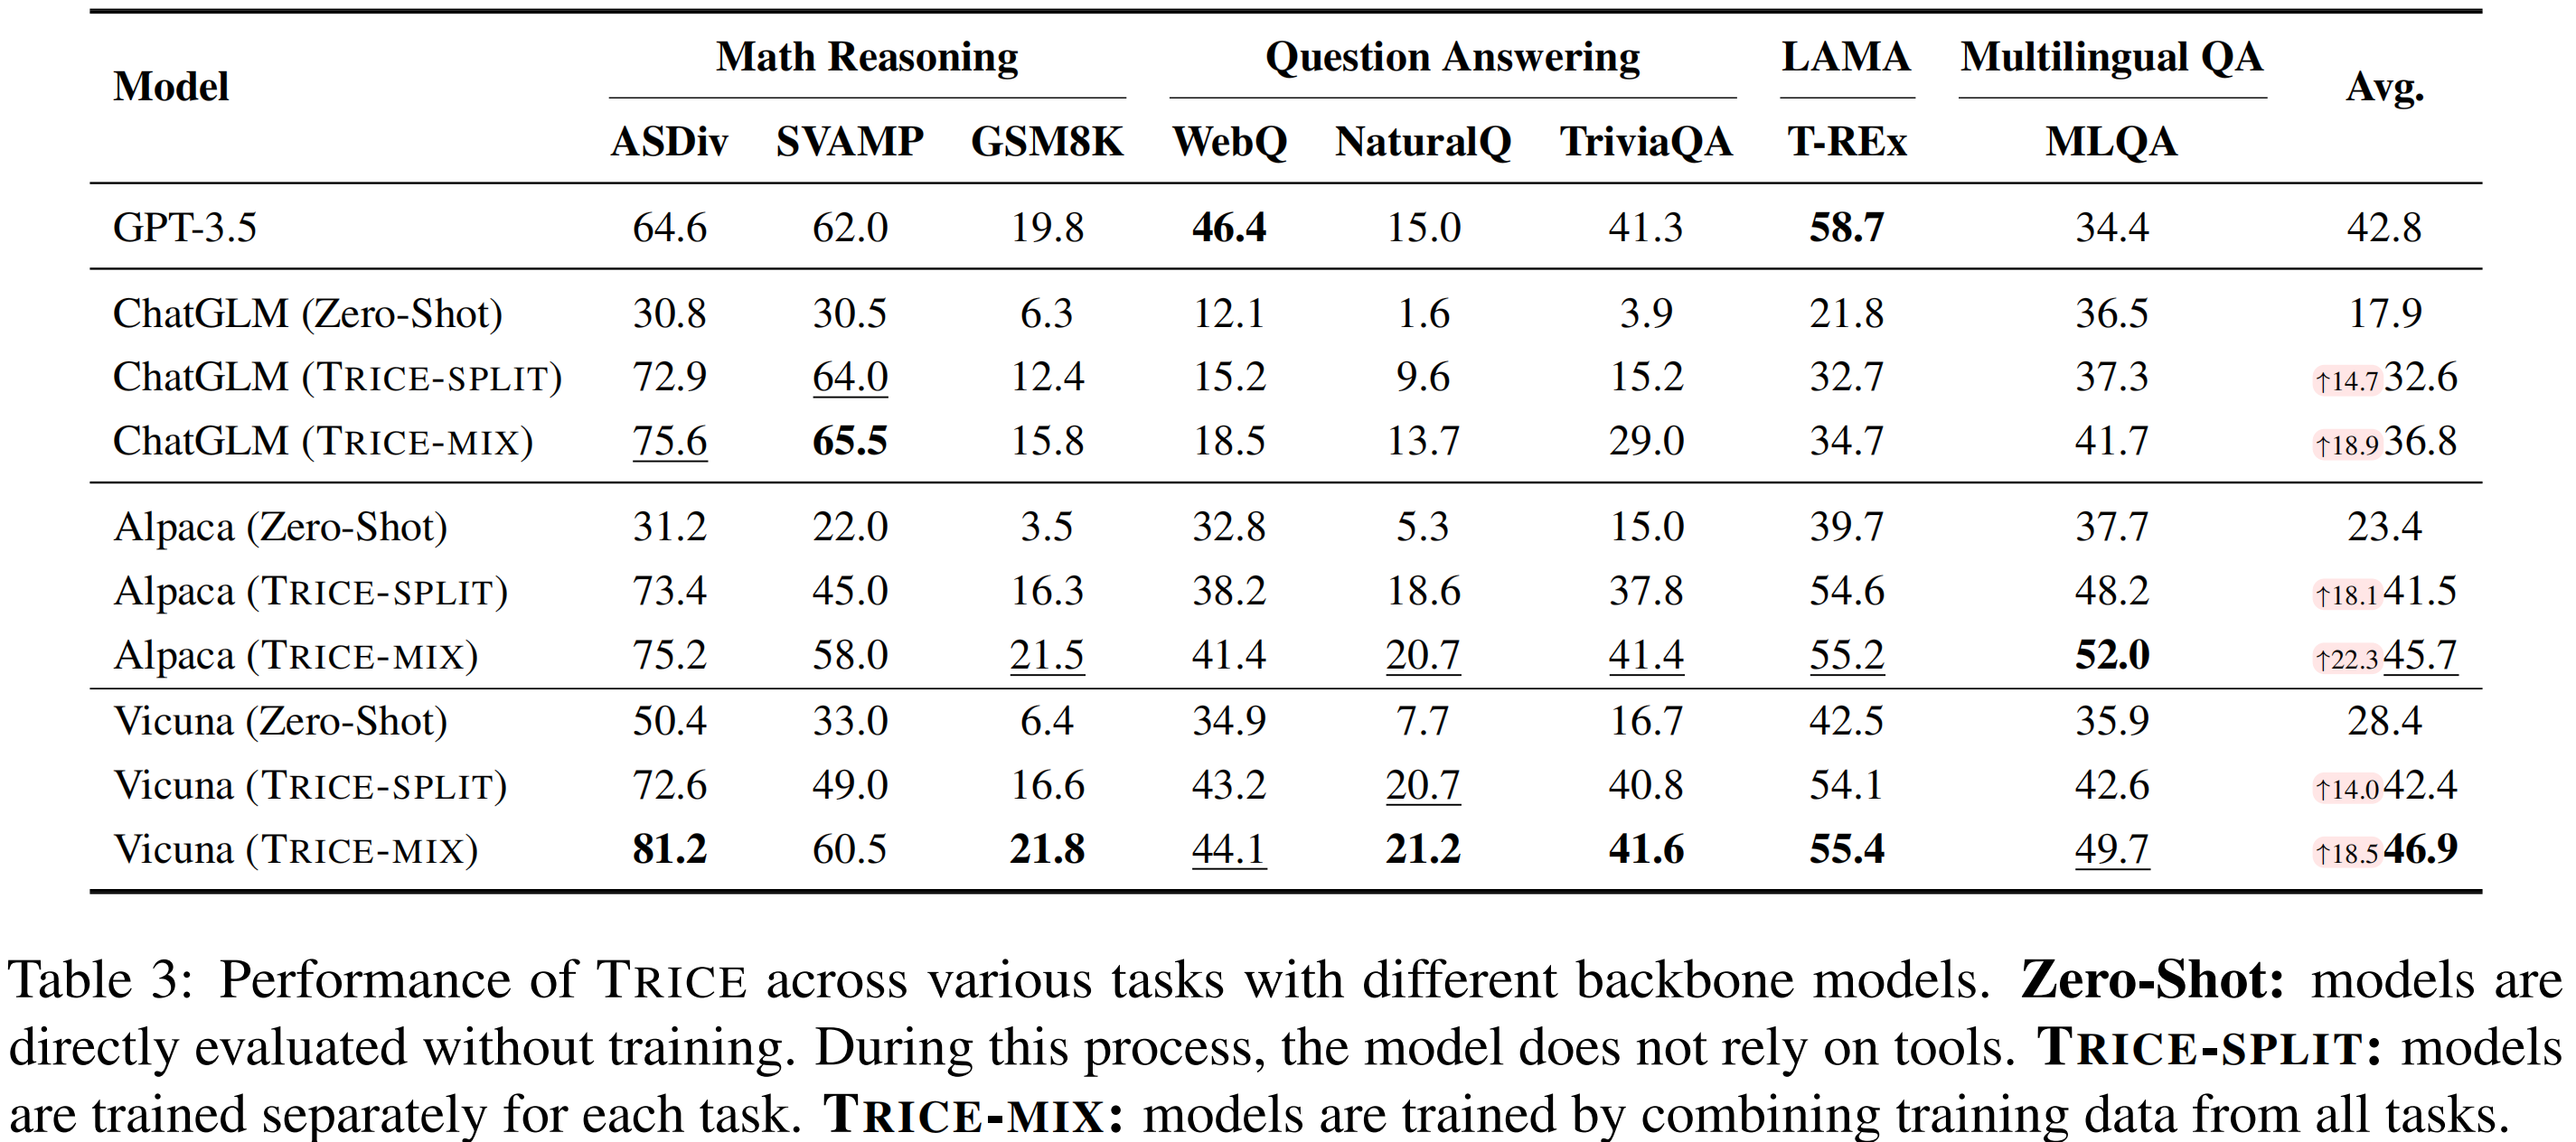 Model Math Reasoning Question Answering LAMA Multilingual QA Avg.
ASDiv SVAMP GSM8K WebQ NaturalQ TriviaQA T-REx MLQA
GPT-3.5 64.6 62.0 19.8 46.4 15.0 41.3 58.7 34.4 42.8
ChatGLM (Zero-Shot) 30.8 30.5 6.3 12.1 1.6 3.9 21.8 36.5 17.9
ChatGLM (TRICE-SPLIT) 72.9 64.0 12.4 15.2 9.6 15.2 32.7 37.3 ↑14.7 32.6
ChatGLM (TRICE-MIX) 75.6 65.5 15.8 18.5 13.7 29.0 34.7 41.7 ↑18.9 36.8
Alpaca (Zero-Shot) 31.2 22.0 3.5 32.8 5.3 15.0 39.7 37.7 23.4
Alpaca (TRICE-SPLIT) 73.4 45.0 16.3 38.2 18.6 37.8 54.6 48.2 ↑18.1 41.5
Alpaca (TRICE-MIX) 75.2 58.0 21.5 41.4 20.7 41.4 55.2 52.0 ↑22.3 45.7
Vicuna (Zero-Shot) 50.4 33.0 6.4 34.9 7.7 16.7 42.5 35.9 28.4
Vicuna (TRICE-SPLIT) 72.6 49.0 16.6 43.2 20.7 40.8 54.1 42.6 ↑14.0 42.4
Vicuna (TRICE-MIX) 81.2 60.5 21.8 44.1 21.2 41.6 55.4 49.7 ↑18.5 46.9
Table 3: Performance of TRICE across various tasks with different backbone models. Zero-Shot: models are
directly evaluated without training. During this process, the model does not rely on tools. TRICE-SPLIT: models
are trained separately for each task. TRICE-MIX: models are trained by combining training data from all tasks.